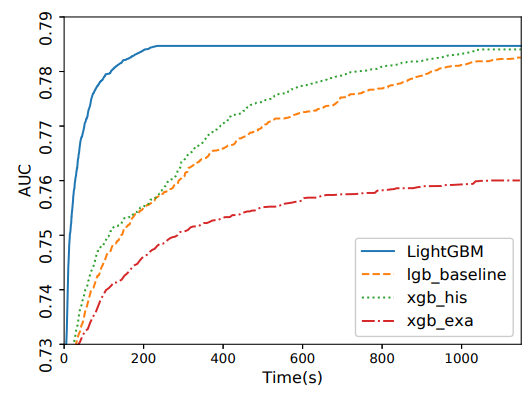 0.79
0.78
0.77
0.76
0.75
0.74
0.73
AUC
LightGBM
lgb_baseline
xgb_his
xgb_exa
0 200 400 600 800 1000
Time(s)